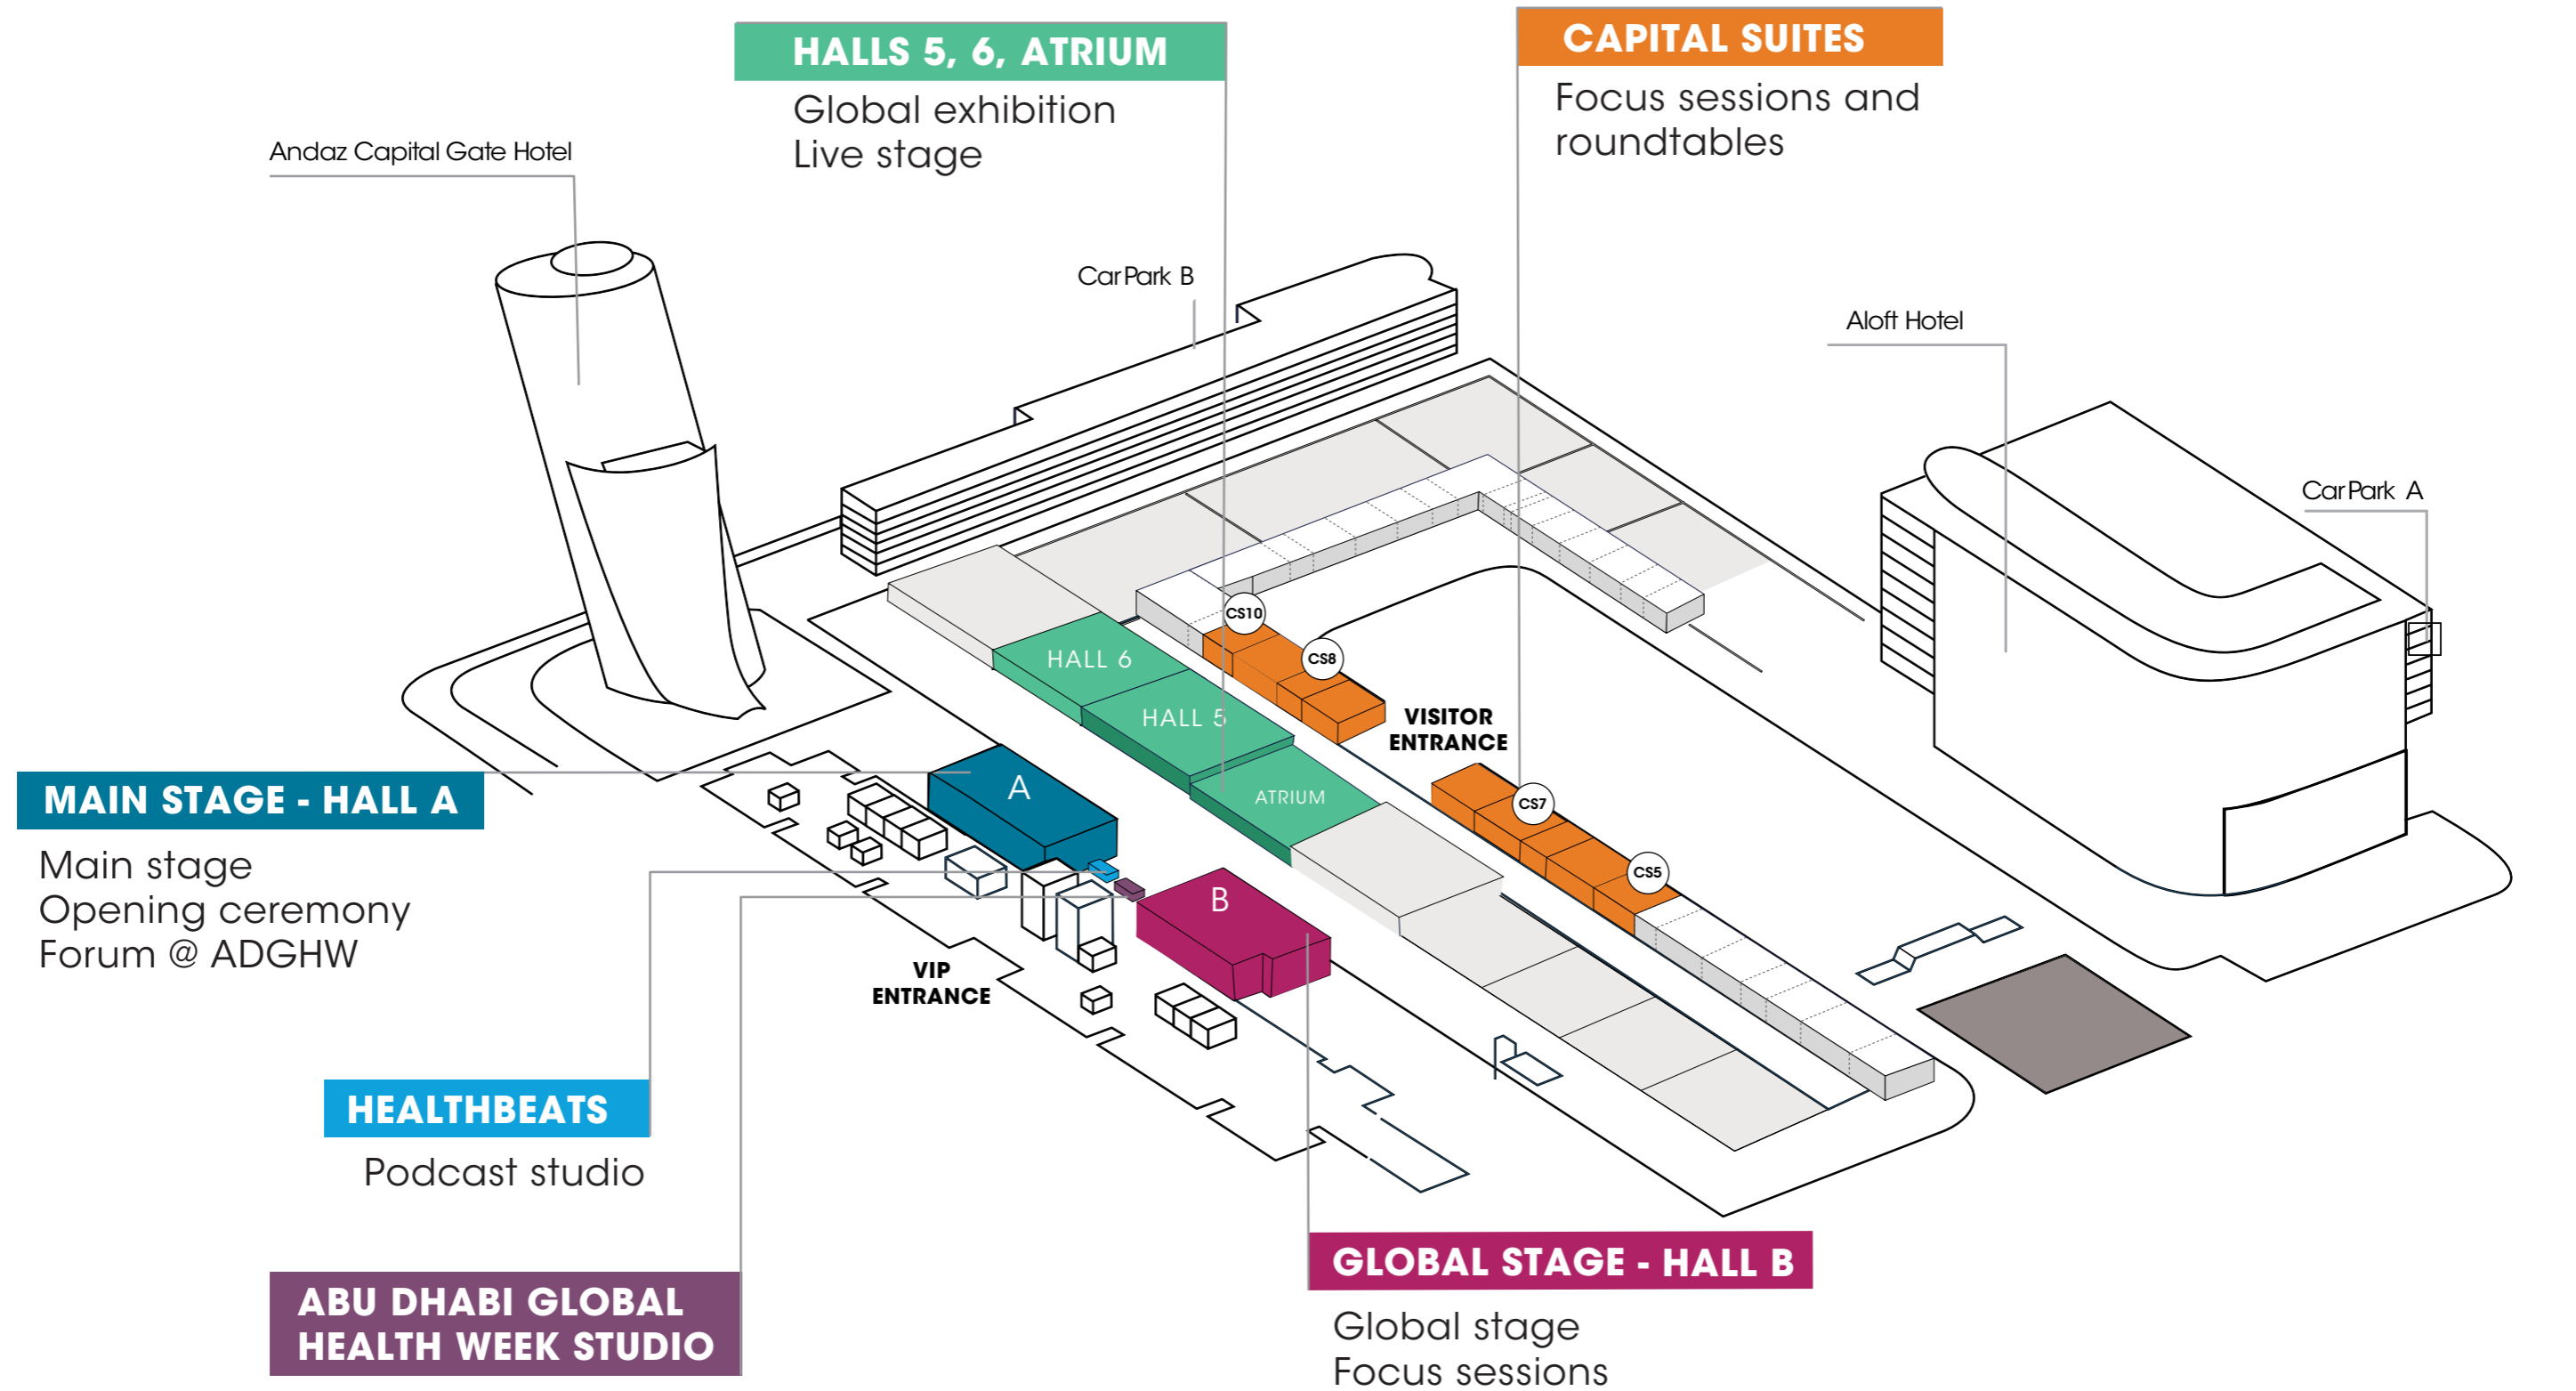 HALLS 5, 6, ATRIUM
Global exhibition
Live stage
CAPITAL SUITES
Focus sessions and
roundtables
Andaz Capital Gate Hotel
Car Park B
Aloft Hotel
Car Park A
CS10
CS8
HALL 6
HALL 5
VISITOR
ENTRANCE
ATRIUM
CS7
CS5
A
B
MAIN STAGE - HALL A
Main stage
Opening ceremony
Forum @ ADGHW
VIP
ENTRANCE
HEALTHBEATS
Podcast studio
ABU DHABI GLOBAL
HEALTH WEEK STUDIO
GLOBAL STAGE - HALL B
Global stage
Focus sessions